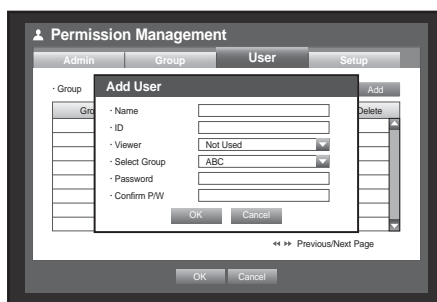 Permission Management
Admin Group User Setup
· Group Add
Add User
Gro Delete
· Name
· ID
· Viewer Not Used
· Select Group ABC
· Password
· Confirm P/W
OK Cancel
Previous/Next Page
OK Cancel